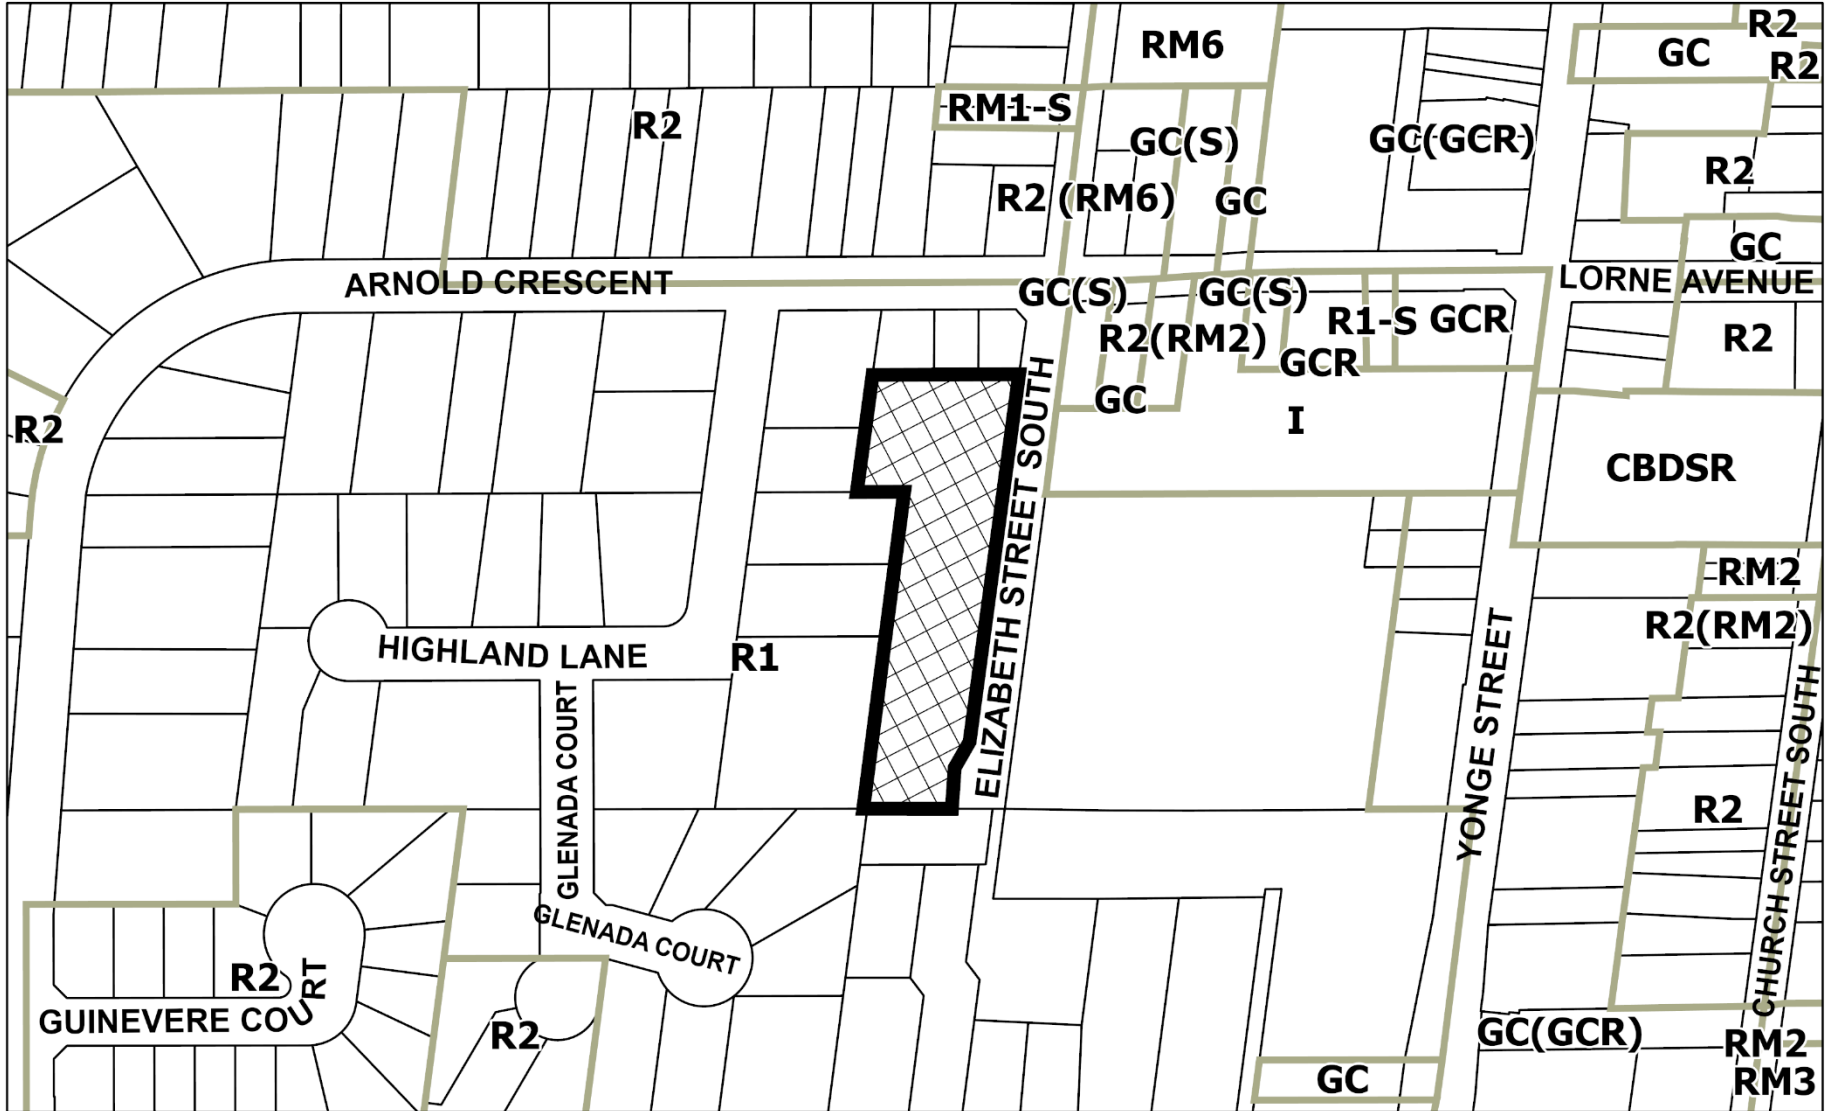 R2
RM6
GC
R2
RM1-S
R2
GC(S)
GC(GCR)
R2
R2 (RM6)
GC
GC
ARNOLD CRESCENT
LORNE AVENUE
GC(S)
GC(S)
R2(RM2)
R1-S
GCR
R2
GCR
GC
I
R2
CBDSR
ELIZABETH STREET SOUTH
RM2
R2(RM2)
HIGHLAND LANE
R1
GLENADA COURT
YONGE STREET
CHURCH STREET SOUTH
R2
GLENADA COURT
R2
GUINEVERE COURT
R2
GC(GCR)
RM2
GC
RM3